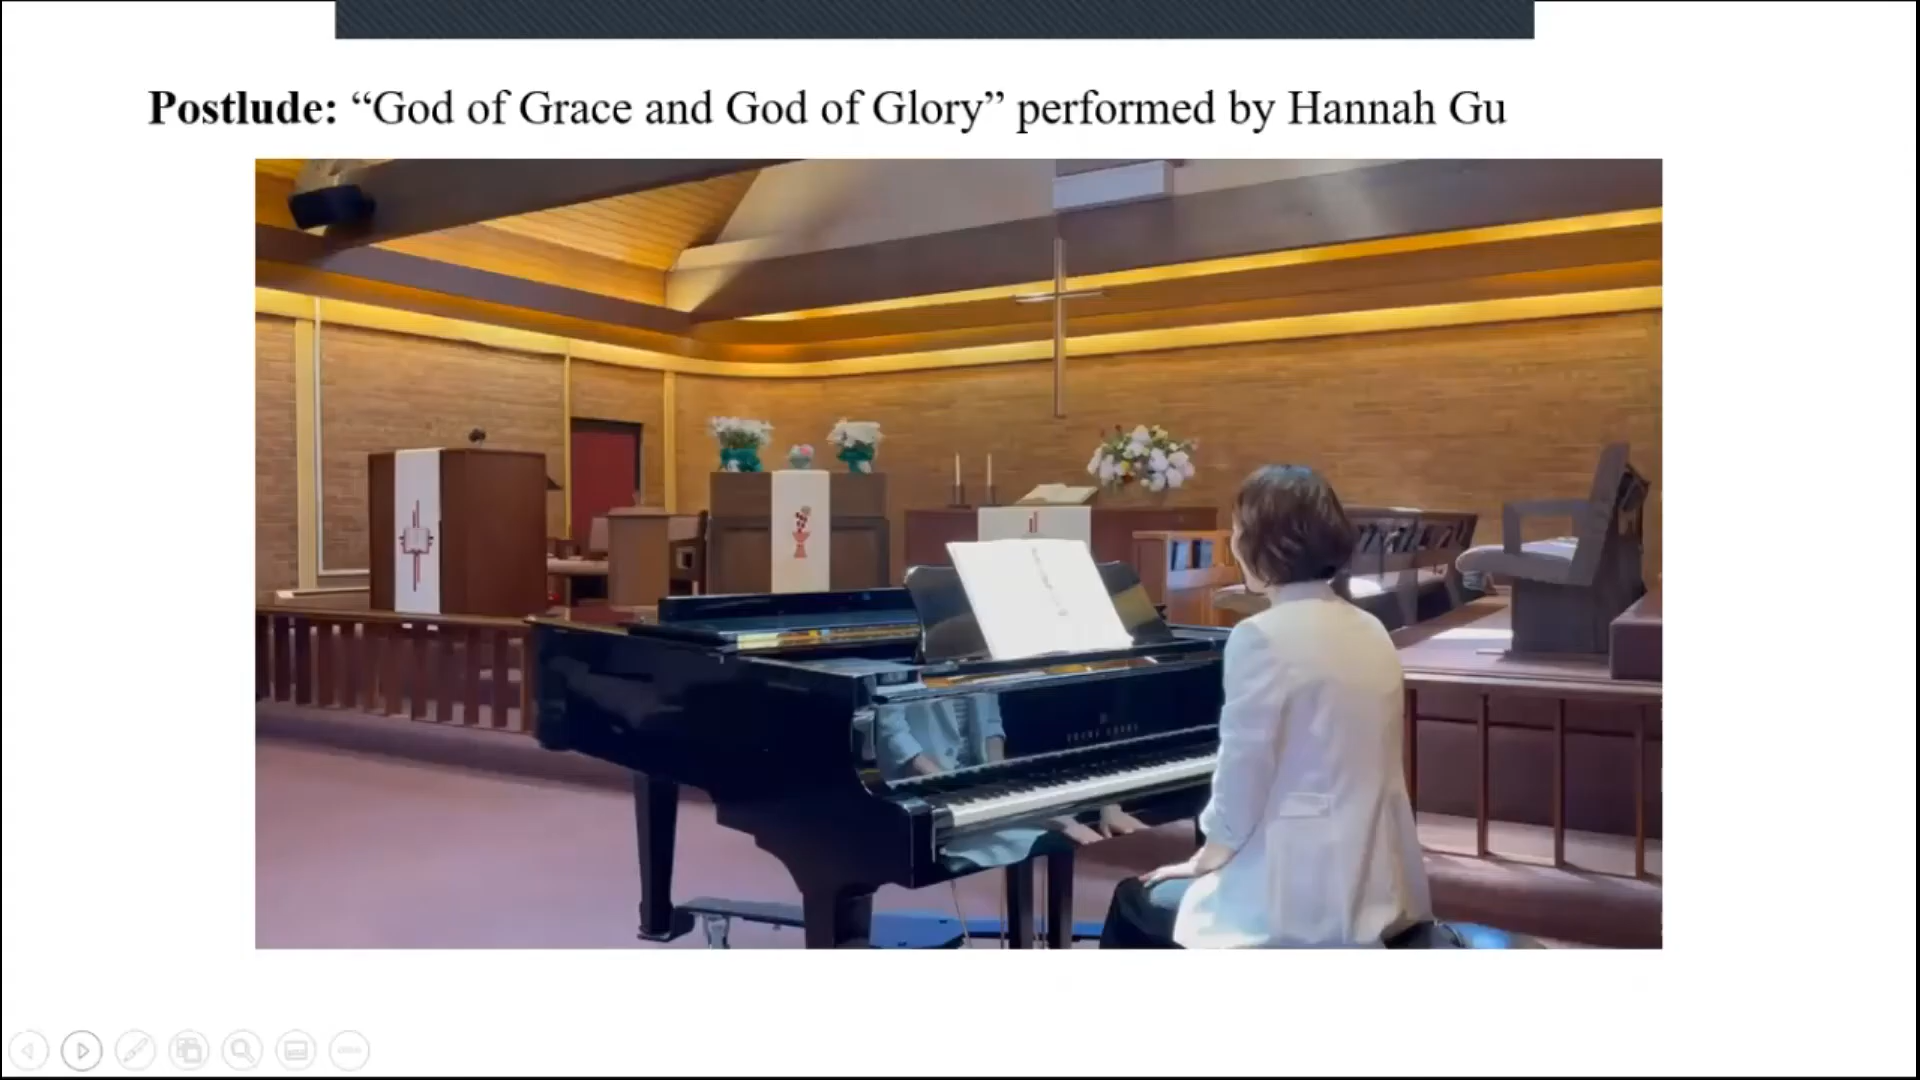 Postlude: “God of Grace and God of Glory” performed by Hannah Gu